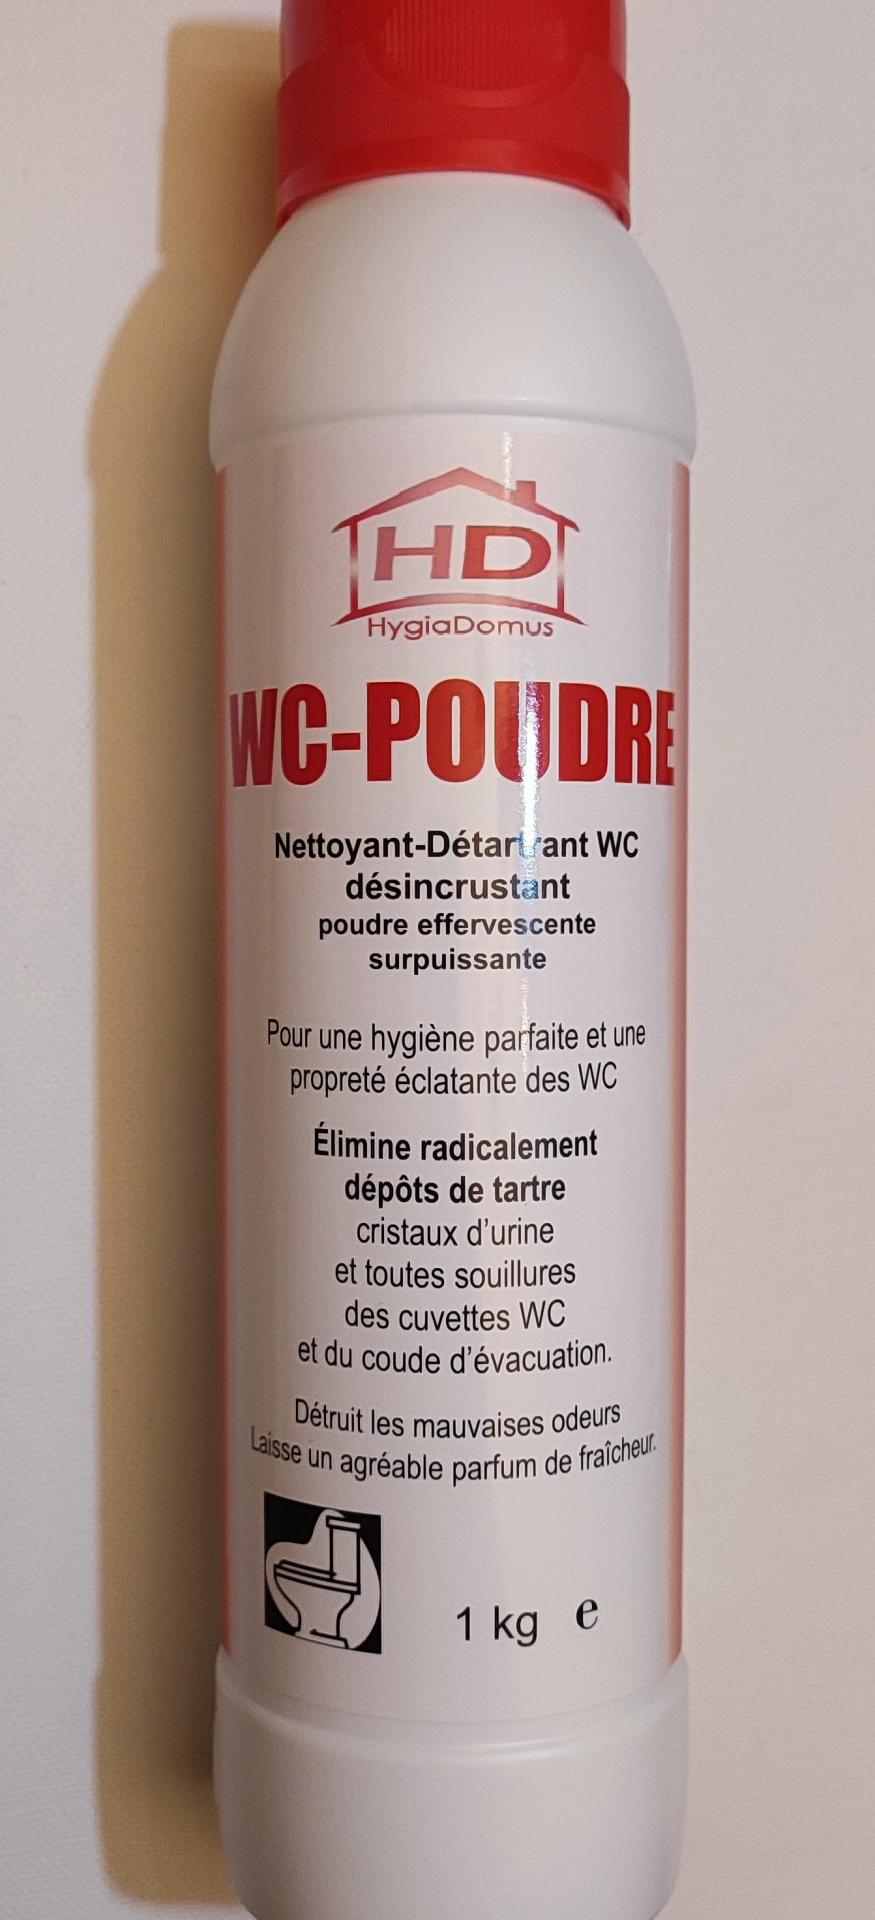 HD
HygiaDomus
WC-POUDRE
Nettoyant-Détartrant WC
désincrustant
poudre effervescente
surpuissante
Pour une hygiène parfaite et une
propreté éclatante des WC
Élimine radicalement
dépôts de tartre
cristaux d'urine
et toutes souillures
des cuvettes WC
et du coude d'évacuation.
Détruit les mauvaises odeurs
Laisse un agréable parfum de fraîcheur.
1 kg e